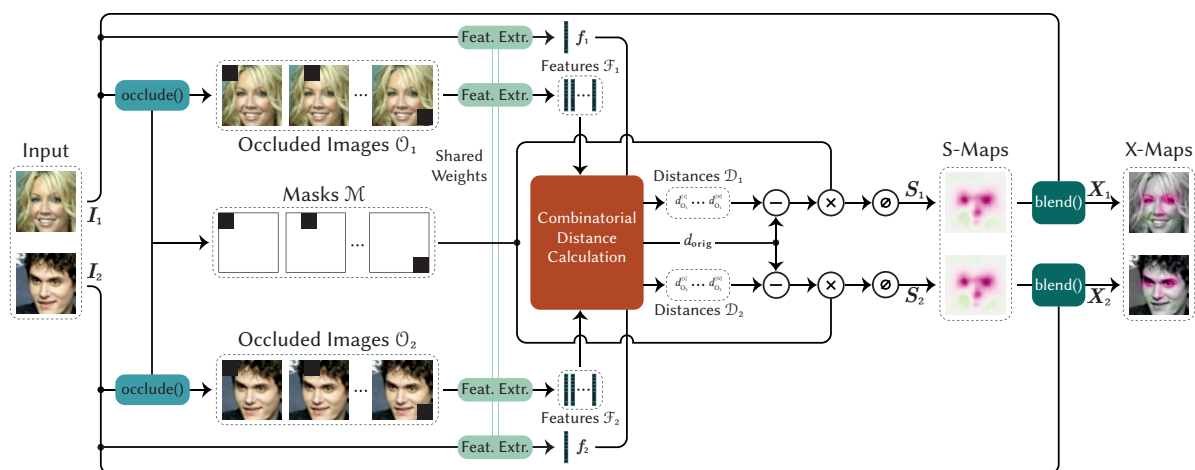 Feat. Extr.
f₁
Features ℱ₁
occlude()
...
Feat. Extr.
...
Occluded Images 𝒪₁
Shared
Weights
Input
I₁
I₂
Masks ℳ
...
Combinatorial
Distance
Calculation
Distances 𝒟₁
...
d_orig
...
Distances 𝒟₂
−
×
∅
S₁
−
×
∅
S₂
S-Maps
blend()
X₁
blend()
X₂
X-Maps
Occluded Images 𝒪₂
occlude()
...
Feat. Extr.
...
Features ℱ₂
Feat. Extr.
f₂